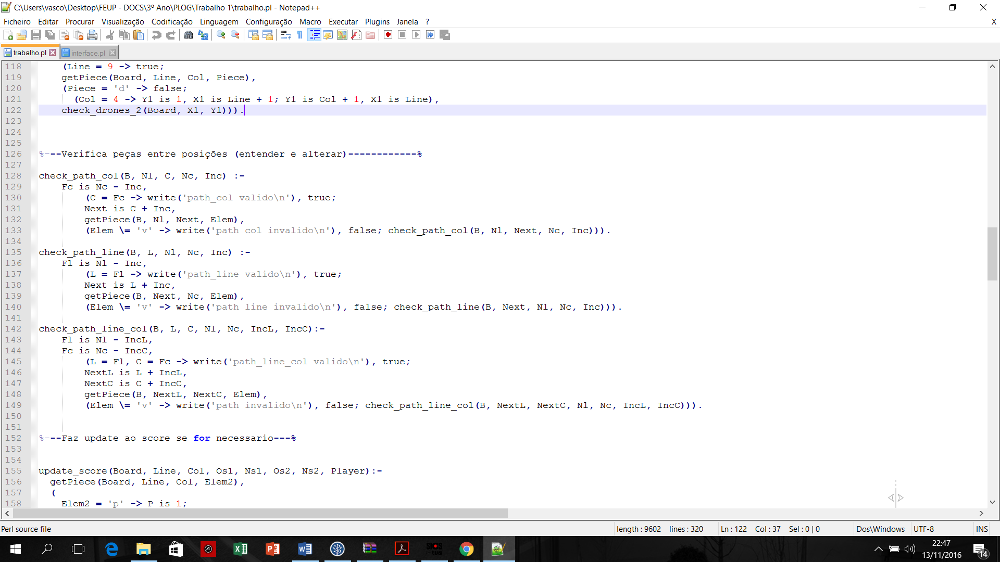 C:\Users\vasco\Desktop\FEUP - DOCS\3º Ano\PLOG\Trabalho 1\trabalho.pl - Notepad++
Ficheiro Editar Procurar Visualização Codificação Linguagem Configuração Macro Executar Plugins Janela ? X
trabalho.pl interface.pl
118 (Line = 9 -> true;
119 getPiece(Board, Line, Col, Piece),
120 (Piece = 'd' -> false;
121 (Col = 4 -> Y1 is 1, X1 is Line + 1; Y1 is Col + 1, X1 is Line),
122 check_drones_2(Board, X1, Y1))).
123
124
125
126 %---Verifica peças entre posições (entender e alterar)------------%
127
128 check_path_col(B, Nl, C, Nc, Inc) :-
129 Fc is Nc - Inc,
130 (C = Fc -> write('path_col valido\n'), true;
131 Next is C + Inc,
132 getPiece(B, Nl, Next, Elem),
133 (Elem \= 'v' -> write('path col invalido\n'), false; check_path_col(B, Nl, Next, Nc, Inc))).
134
135 check_path_line(B, L, Nl, Nc, Inc) :-
136 Fl is Nl - Inc,
137 (L = Fl -> write('path_line valido\n'), true;
138 Next is L + Inc,
139 getPiece(B, Next, Nc, Elem),
140 (Elem \= 'v' -> write('path line invalido\n'), false; check_path_line(B, Next, Nl, Nc, Inc))).
141
142 check_path_line_col(B, L, C, Nl, Nc, IncL, IncC):-
143 Fl is Nl - IncL,
144 Fc is Nc - IncC,
145 (L = Fl, C = Fc -> write('path_line_col valido\n'), true;
146 NextL is L + IncL,
147 NextC is C + IncC,
148 getPiece(B, NextL, NextC, Elem),
149 (Elem \= 'v' -> write('path invalido\n'), false; check_path_line_col(B, NextL, NextC, Nl, Nc, IncL, IncC))).
150
151
152 %---Faz update ao score se for necessario---%
153
154
155 update_score(Board, Line, Col, Os1, Ns1, Os2, Ns2, Player):-
156 getPiece(Board, Line, Col, Elem2),
157 (
158 Elem2 = 'p' -> P is 1;
Perl source file length : 9602 lines : 320 Ln : 122 Col : 37 Sel : 0 | 0 Dos\Windows UTF-8 INS
22:47
13/11/2016
14